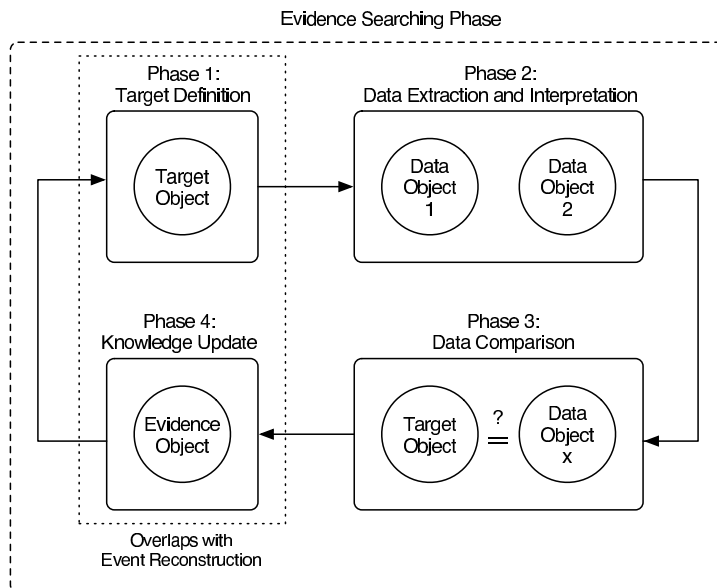 Evidence Searching Phase
Phase 1:
Target Definition
Target
Object
Phase 2:
Data Extraction and Interpretation
Data
Object
1
Data
Object
2
Phase 4:
Knowledge Update
Evidence
Object
Phase 3:
Data Comparison
Target
Object
?
=
Data
Object
x
Overlaps with
Event Reconstruction